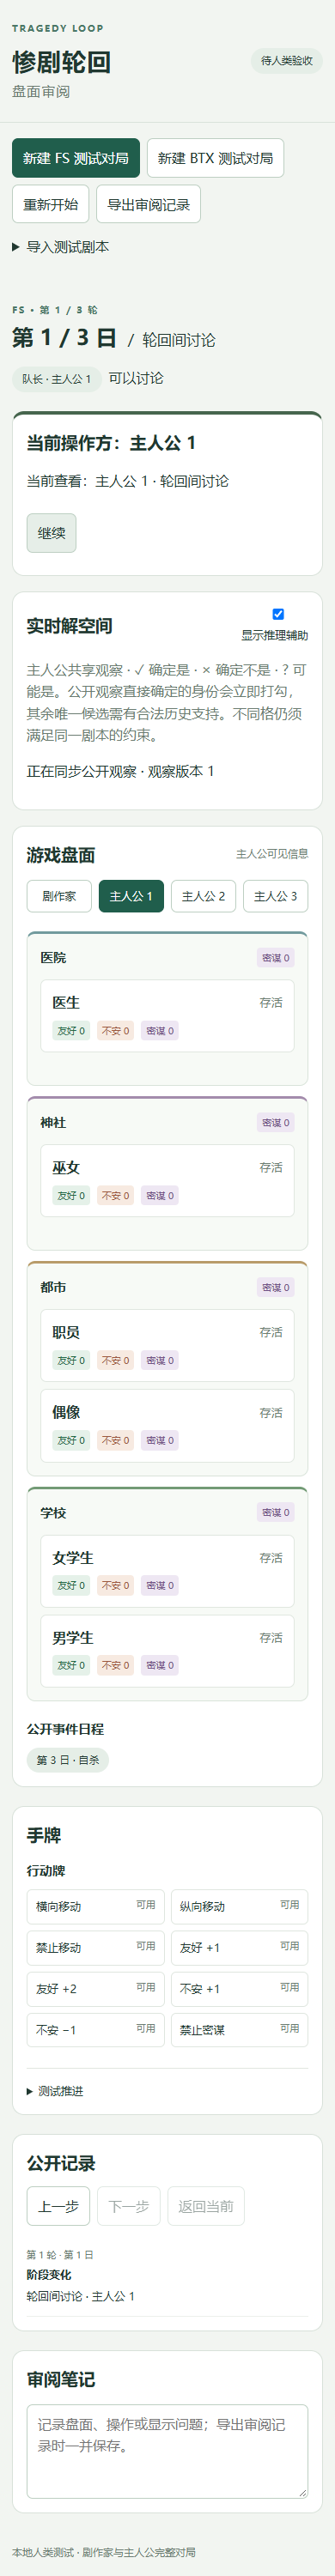 TRAGEDY LOOP
惨剧轮回
待人类验收
盘面审阅
新建 FS 测试对局
新建 BTX 测试对局
重新开始
导出审阅记录
▶ 导入测试剧本
FS • 第 1 / 3 轮
第 1 / 3 日 / 轮回间讨论
队长 · 主人公 1
可以讨论
当前操作方：主人公 1
当前查看：主人公 1 · 轮回间讨论
继续
实时解空间
显示推理辅助
主人公共享观察 · ✓ 确定是 · × 确定不是 · ? 可
能是。公开观察直接确定的身份会立即打勾，
其余唯一候选需有合法历史支持。不同格仍须
满足同一剧本的约束。
正在同步公开观察 · 观察版本 1
游戏盘面
主人公可见信息
剧作家
主人公 1
主人公 2
主人公 3
医院
密谋 0
医生
存活
友好 0
不安 0
密谋 0
神社
密谋 0
巫女
存活
友好 0
不安 0
密谋 0
都市
密谋 0
职员
存活
友好 0
不安 0
密谋 0
偶像
存活
友好 0
不安 0
密谋 0
学校
密谋 0
女学生
存活
友好 0
不安 0
密谋 0
男学生
存活
友好 0
不安 0
密谋 0
公开事件日程
第 3 日 · 自杀
手牌
行动牌
横向移动
可用
纵向移动
可用
禁止移动
可用
友好 +1
可用
友好 +2
可用
不安 +1
可用
不安 −1
可用
禁止密谋
可用
▶ 测试推进
公开记录
上一步
下一步
返回当前
第 1 轮 · 第 1 日
阶段变化
轮回间讨论 · 主人公 1
审阅笔记
记录盘面、操作或显示问题；导出审阅记
录时一并保存。
本地人类测试 · 剧作家与主人公完整对局